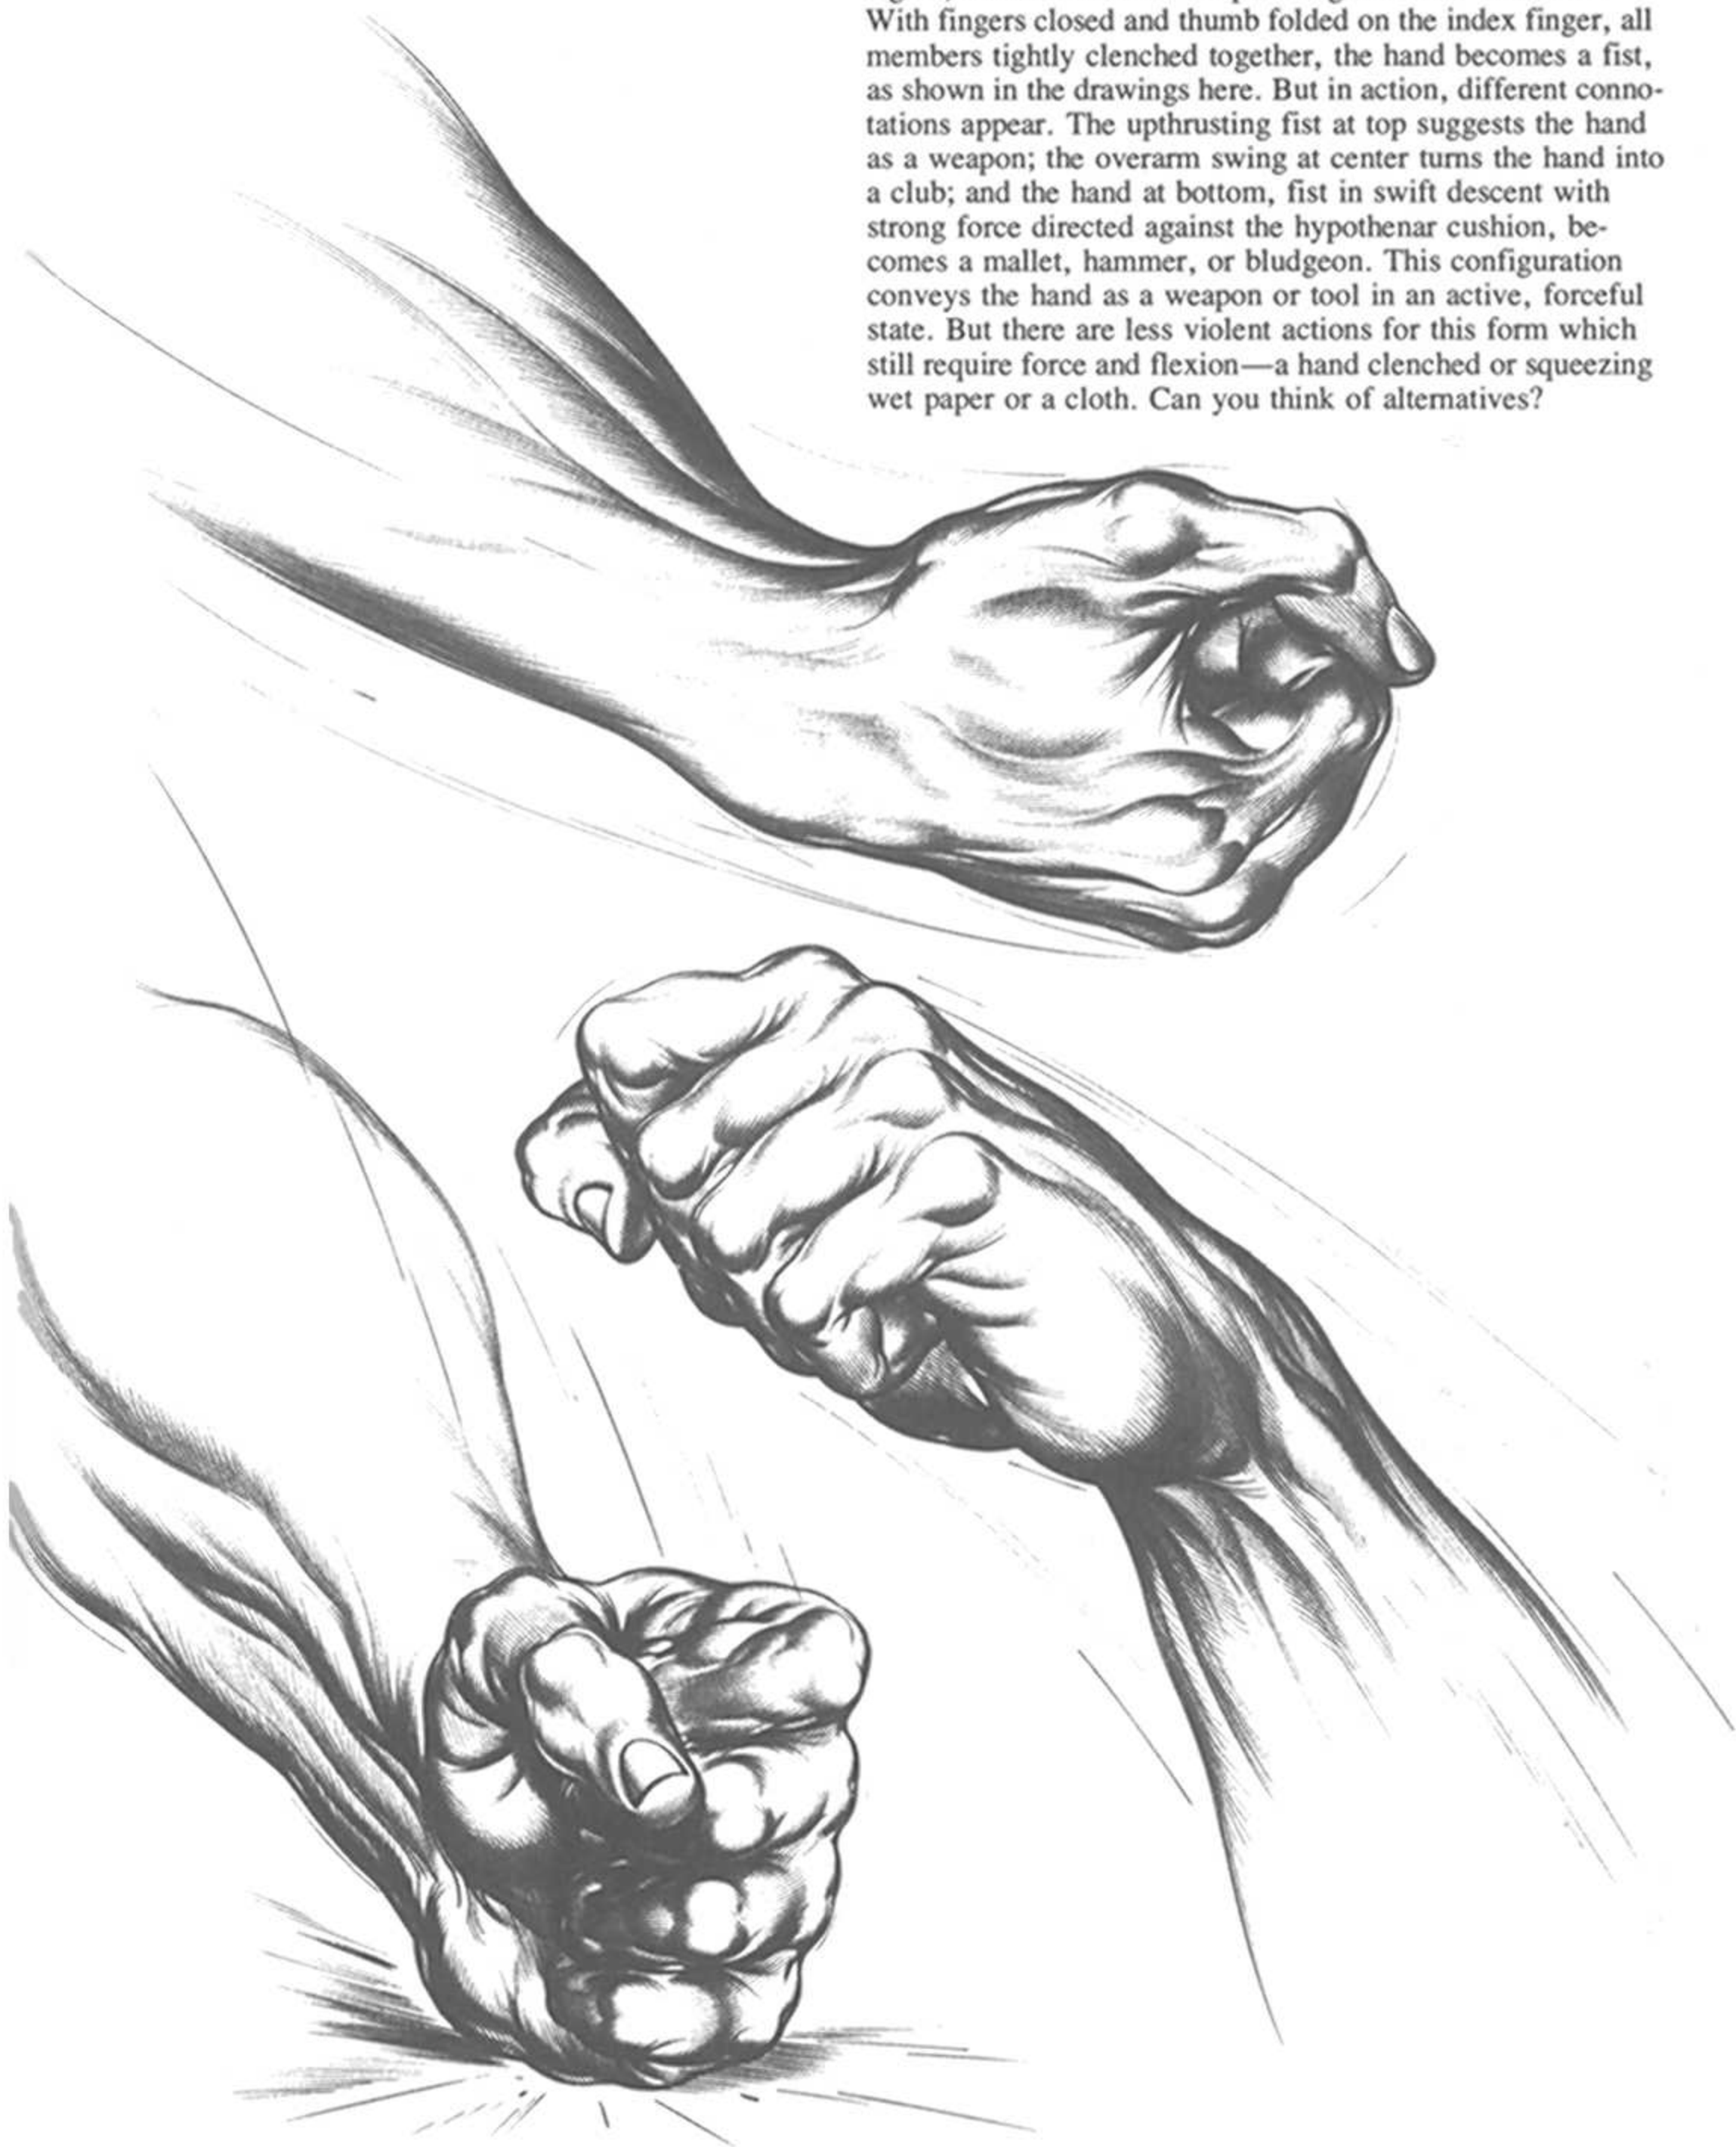 With fingers closed and thumb folded on the index finger, all
members tightly clenched together, the hand becomes a fist,
as shown in the drawings here. But in action, different conno-
tations appear. The upthrusting fist at top suggests the hand
as a weapon; the overarm swing at center turns the hand into
a club; and the hand at bottom, fist in swift descent with
strong force directed against the hypothenar cushion, be-
comes a mallet, hammer, or bludgeon. This configuration
conveys the hand as a weapon or tool in an active, forceful
state. But there are less violent actions for this form which
still require force and flexion—a hand clenched or squeezing
wet paper or a cloth. Can you think of alternatives?